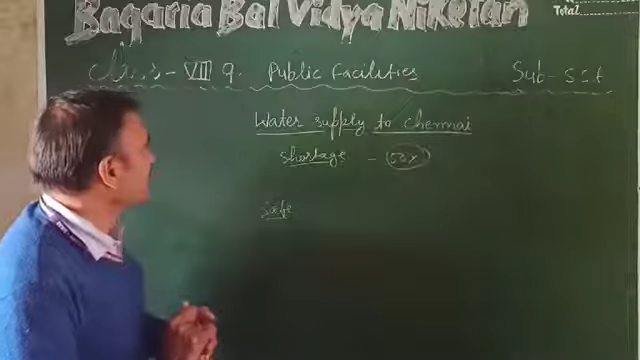 Bagaria Bal Vidya Niketan
Total
Class - VIII 9. Public Facilities Sub - S.S.t
Water supply to chennai
shortage - 50%
Safe